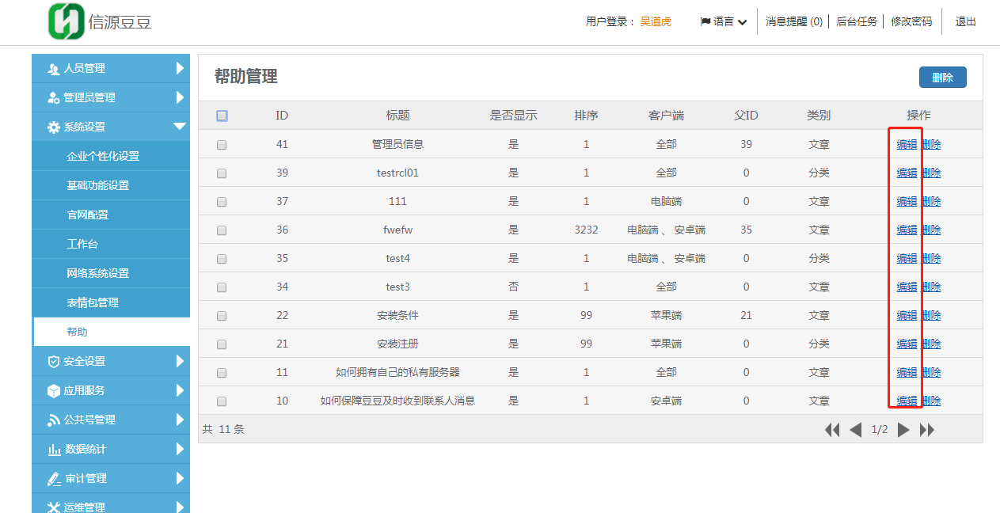 信源豆豆
用户登录： 吴道虎 语言 消息提醒 (0) 后台任务 修改密码 退出
人员管理
管理员管理
系统设置
企业个性化设置
基础功能设置
官网配置
工作台
网络系统设置
表情包管理
帮助
安全设置
应用服务
公共号管理
数据统计
审计管理
运维管理
帮助管理 删除
ID 标题 是否显示 排序 客户端 父ID 类别 操作
41 管理员信息 是 1 全部 39 文章 编辑 删除
39 testrcl01 是 1 全部 0 分类 编辑 删除
37 111 是 1 电脑端 0 文章 编辑 删除
36 fwefw 是 3232 电脑端 、 安卓端 35 文章 编辑 删除
35 test4 是 1 电脑端 、 安卓端 0 分类 编辑 删除
34 test3 否 1 全部 0 文章 编辑 删除
22 安装条件 是 99 苹果端 21 文章 编辑 删除
21 安装注册 是 99 苹果端 0 分类 编辑 删除
11 如何拥有自己的私有服务器 是 1 全部 0 文章 编辑 删除
10 如何保障豆豆及时收到联系人消息 是 1 安卓端 0 文章 编辑 删除
共 11 条 1/2